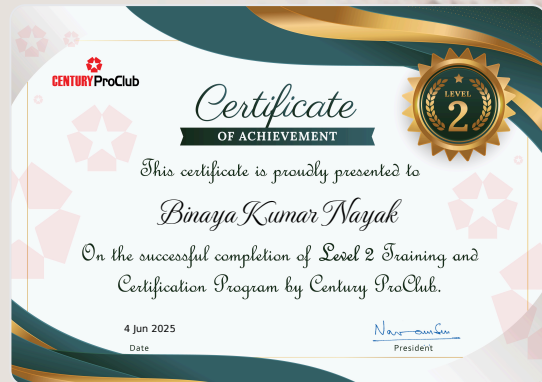 CENTURY ProClub
Certificate
OF ACHIEVEMENT
LEVEL
2
This certificate is proudly presented to
Binaya Kumar Nayak
On the successful completion of Level 2 Training and
Certification Program by Century ProClub.
4 Jun 2025
Date
President